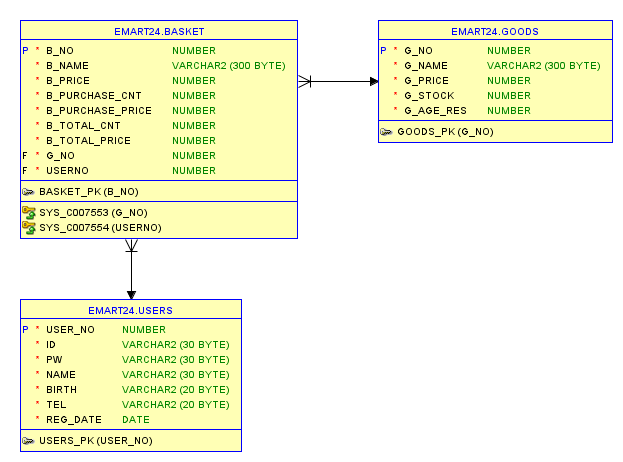 EMART24.BASKET
P * B_NO NUMBER
* B_NAME VARCHAR2 (300 BYTE)
* B_PRICE NUMBER
* B_PURCHASE_CNT NUMBER
* B_PURCHASE_PRICE NUMBER
* B_TOTAL_CNT NUMBER
* B_TOTAL_PRICE NUMBER
F * G_NO NUMBER
F * USERNO NUMBER
BASKET_PK (B_NO)
SYS_C007553 (G_NO)
SYS_C007554 (USERNO)
EMART24.GOODS
P * G_NO NUMBER
* G_NAME VARCHAR2 (300 BYTE)
* G_PRICE NUMBER
* G_STOCK NUMBER
* G_AGE_RES NUMBER
GOODS_PK (G_NO)
EMART24.USERS
P * USER_NO NUMBER
* ID VARCHAR2 (30 BYTE)
* PW VARCHAR2 (30 BYTE)
* NAME VARCHAR2 (30 BYTE)
* BIRTH VARCHAR2 (20 BYTE)
* TEL VARCHAR2 (20 BYTE)
* REG_DATE DATE
USERS_PK (USER_NO)